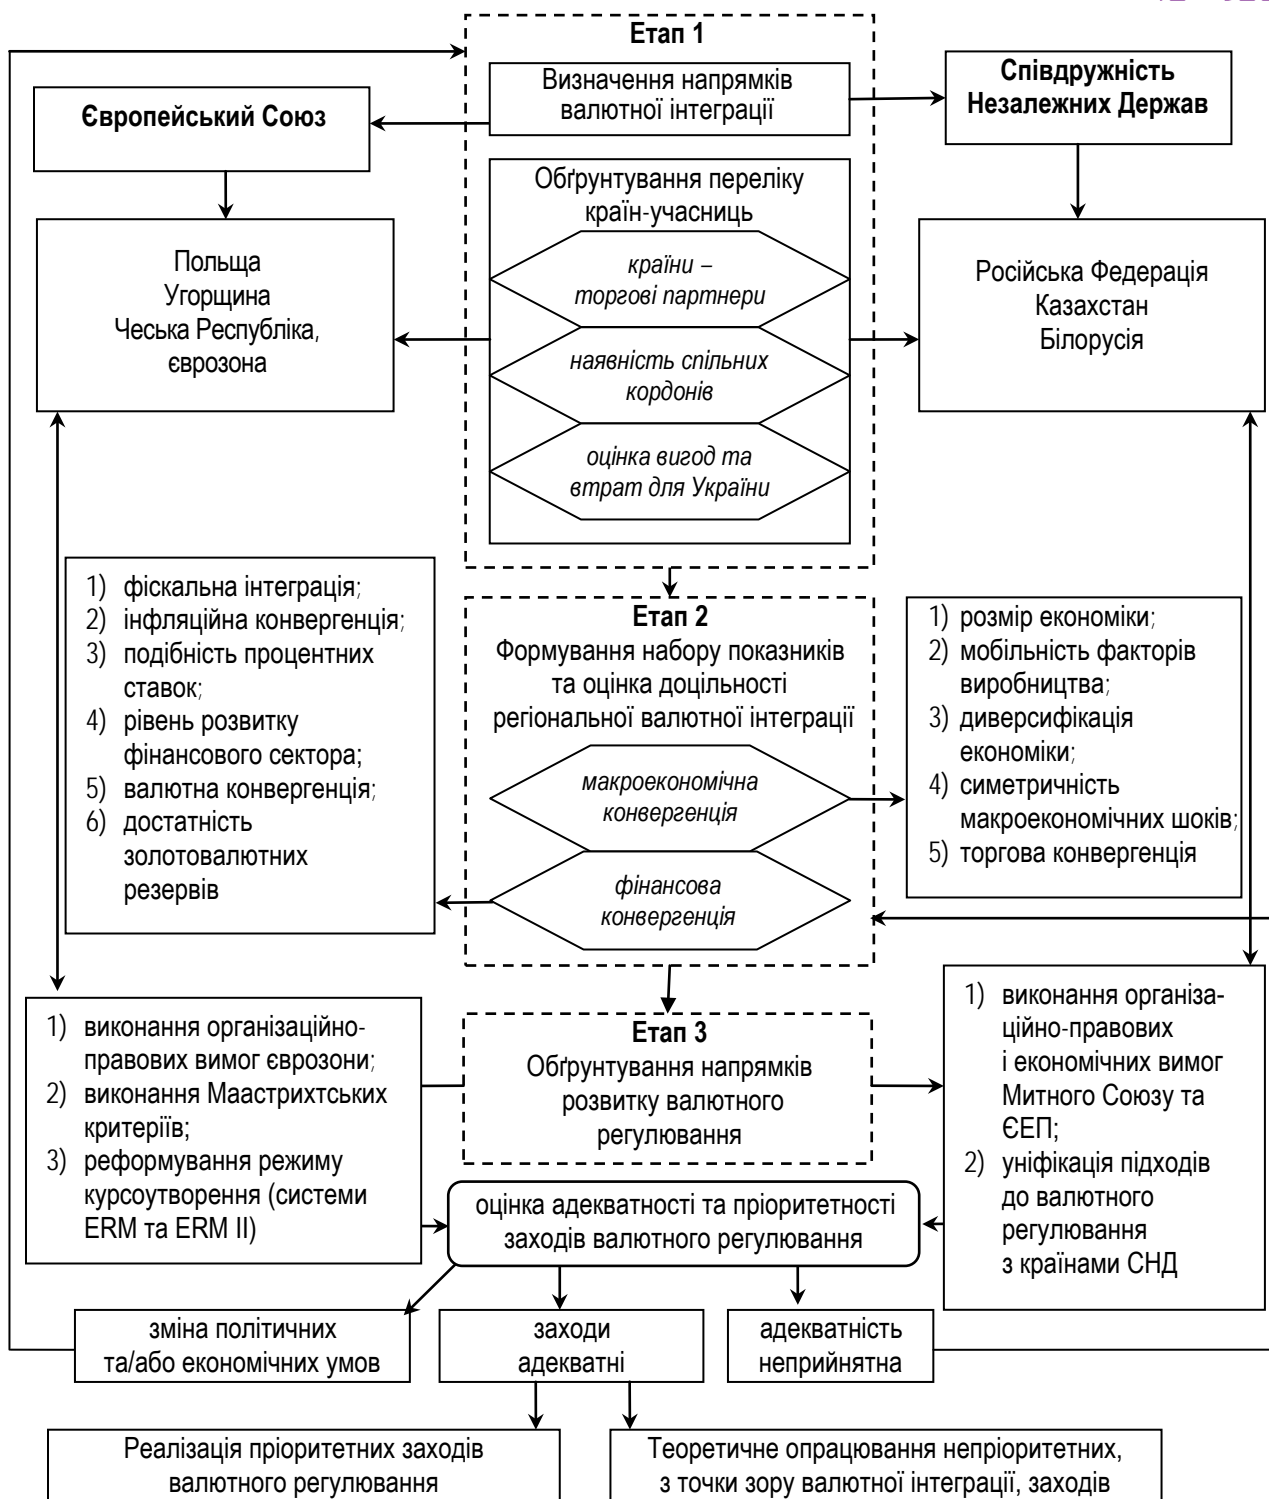 Етап 1
Визначення напрямків
валютної інтеграції
Європейський Союз
Співдружність
Незалежних Держав
Обґрунтування переліку
країн-учасниць
країни –
торгові партнери
наявність спільних
кордонів
оцінка вигод та
втрат для України
Польща
Угорщина
Чеська Республіка,
єврозона
Російська Федерація
Казахстан
Білорусія
1) фіскальна інтеграція;
2) інфляційна конвергенція;
3) подібність процентних
ставок;
4) рівень розвитку
фінансового сектора;
5) валютна конвергенція;
6) достатність
золотовалютних
резервів
Етап 2
Формування набору показників
та оцінка доцільності
регіональної валютної інтеграції
макроекономічна
конвергенція
фінансова
конвергенція
1) розмір економіки;
2) мобільність факторів
виробництва;
3) диверсифікація
економіки;
4) симетричність
макроекономічних шоків;
5) торгова конвергенція
1) виконання організаційно-
правових вимог єврозони;
2) виконання Маастрихтських
критеріїв;
3) реформування режиму
курсоутворення (системи
ERM та ERM II)
Етап 3
Обґрунтування напрямків
розвитку валютного
регулювання
1) виконання організа-
ційно-правових
і економічних вимог
Митного Союзу та
ЄЕП;
2) уніфікація підходів
до валютного
регулювання
з країнами СНД
оцінка адекватності та пріоритетності
заходів валютного регулювання
зміна політичних
та/або економічних умов
заходи
адекватні
адекватність
неприйнятна
Реалізація пріоритетних заходів
валютного регулювання
Теоретичне опрацювання непріоритетних,
з точки зору валютної інтеграції, заходів